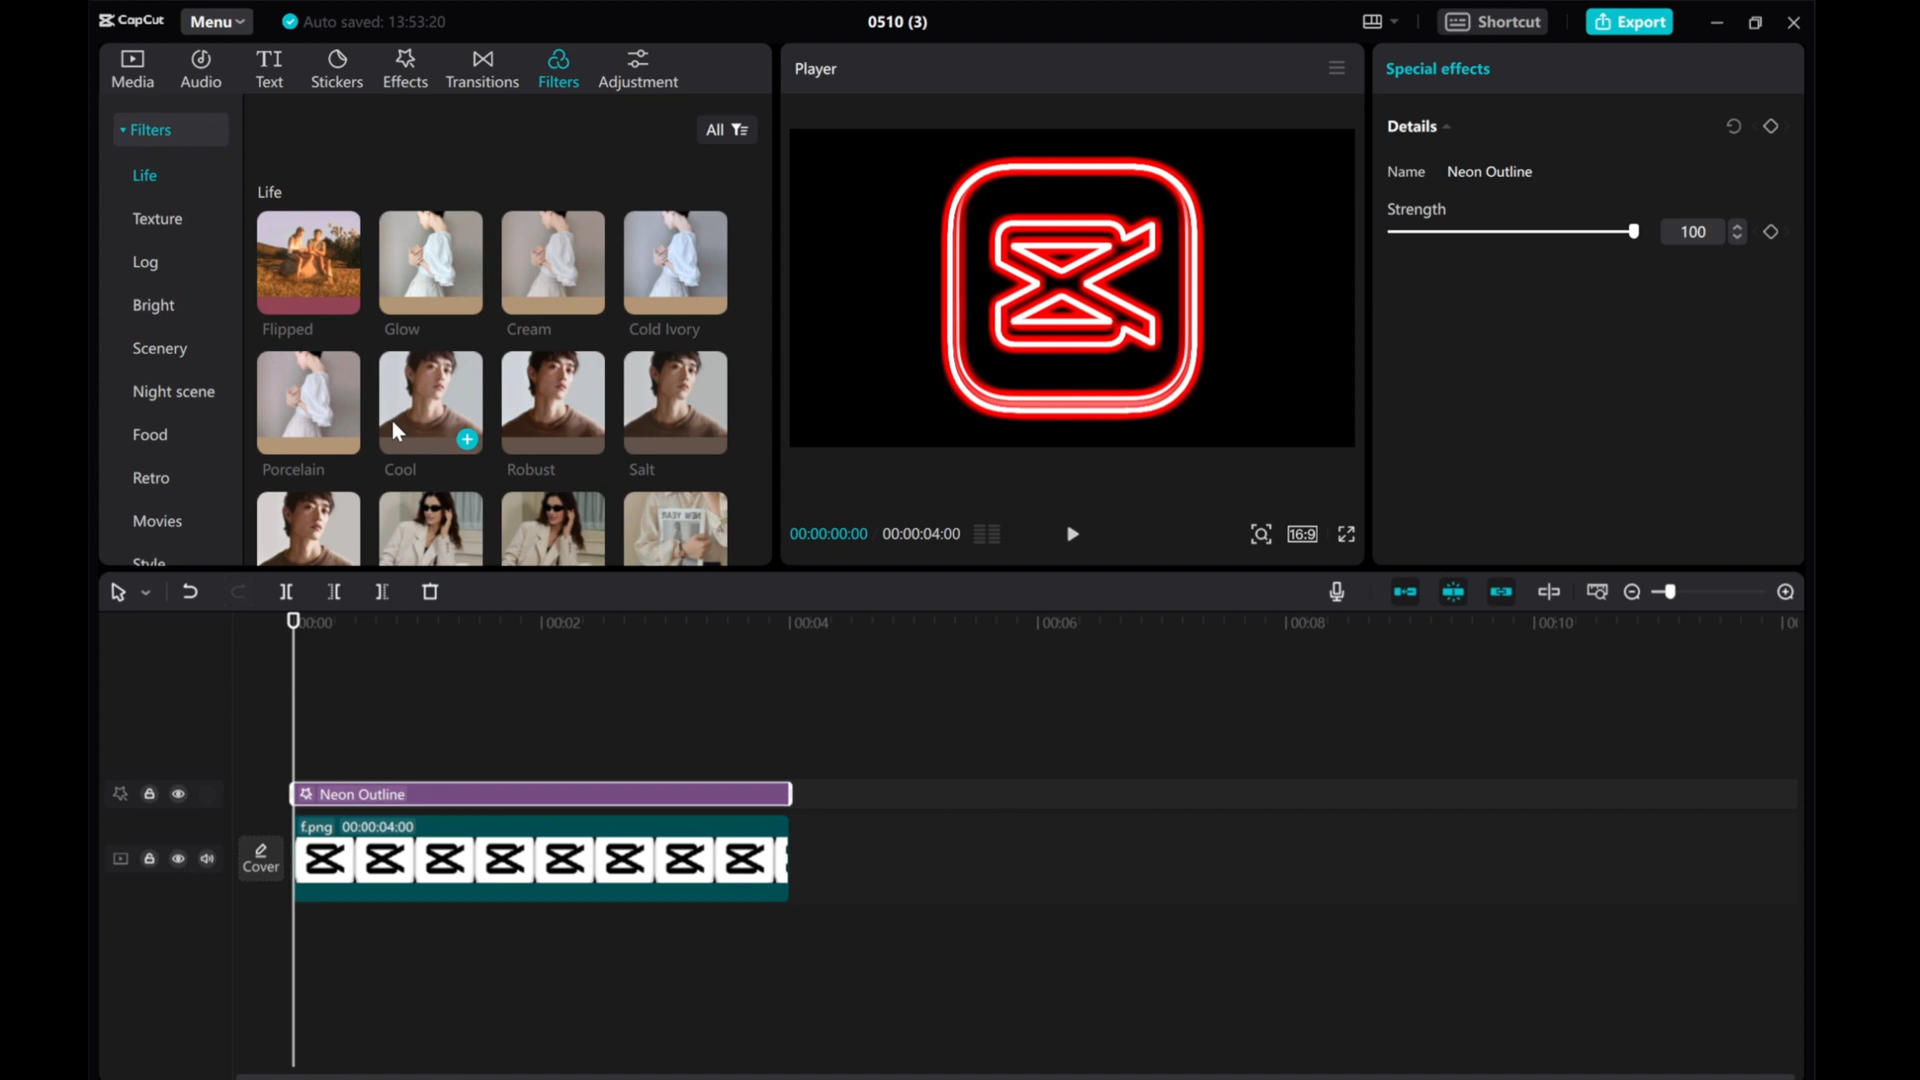 CapCut
Menu
Auto saved: 13:53:20
0510 (3)
Shortcut
Export
Media
Audio
TI
Text
Stickers
Effects
Transitions
Filters
Adjustment
Player
Special effects
Filters
All
Details
Life
Life
Name
Neon Outline
Texture
Strength
100
Log
Bright
Flipped
Glow
Cream
Cold Ivory
Scenery
Night scene
Food
Porcelain
Cool
Robust
Salt
Retro
Movies
NEW YEAR
Style
00:00:00:00
00:00:04:00
16:9
00:00
00:02
00:04
00:06
00:08
00:10
Neon Outline
f.png
00:00:04:00
Cover